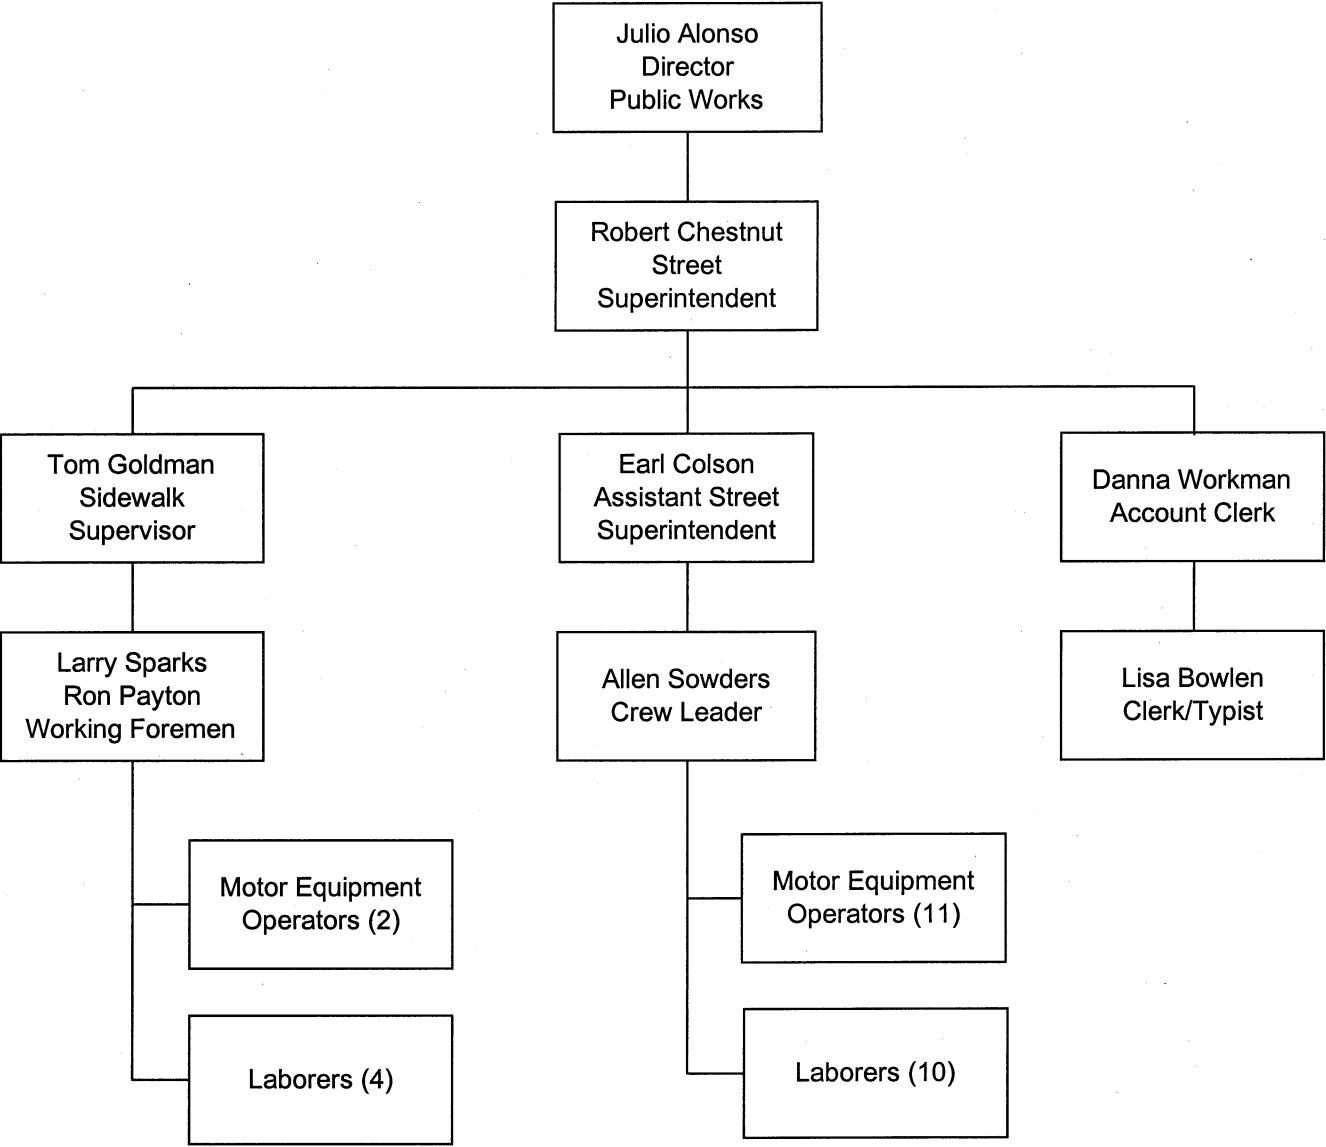 Julio Alonso
Director
Public Works
Robert Chestnut
Street
Superintendent
Tom Goldman
Sidewalk
Supervisor
Earl Colson
Assistant Street
Superintendent
Danna Workman
Account Clerk
Larry Sparks
Ron Payton
Working Foremen
Allen Sowders
Crew Leader
Lisa Bowlen
Clerk/Typist
Motor Equipment
Operators (2)
Motor Equipment
Operators (11)
Laborers (4)
Laborers (10)